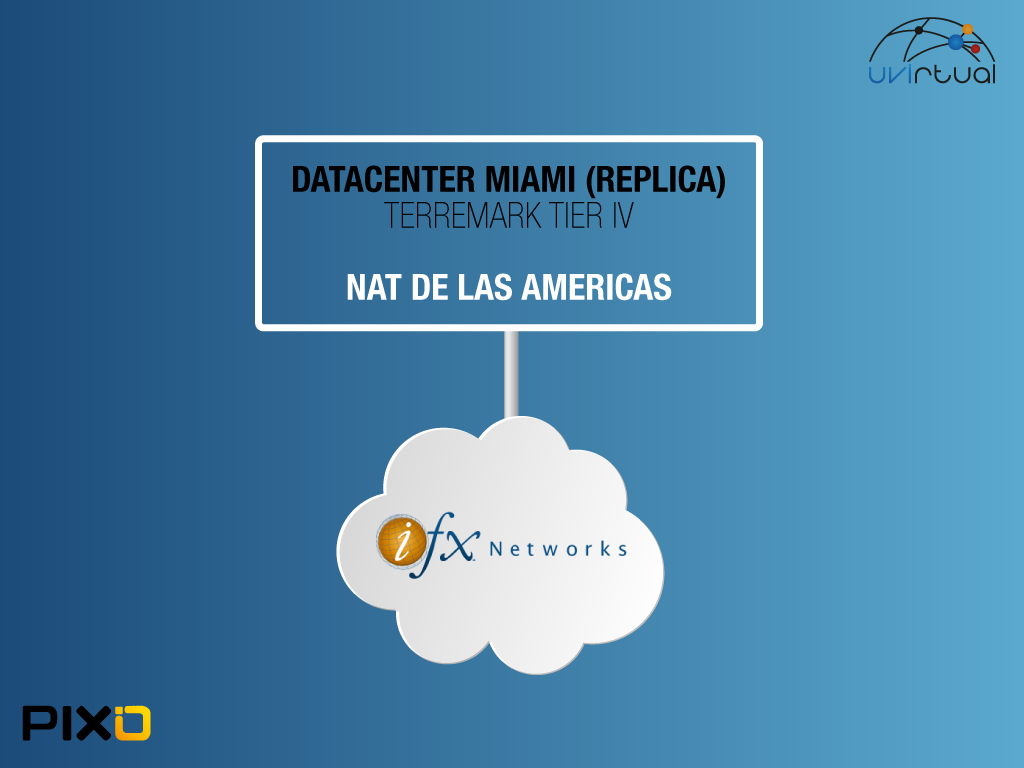 uvirtual
DATACENTER MIAMI (REPLICA)
TERREMARK TIER IV
NAT DE LAS AMERICAS
ifx Networks
PIXO